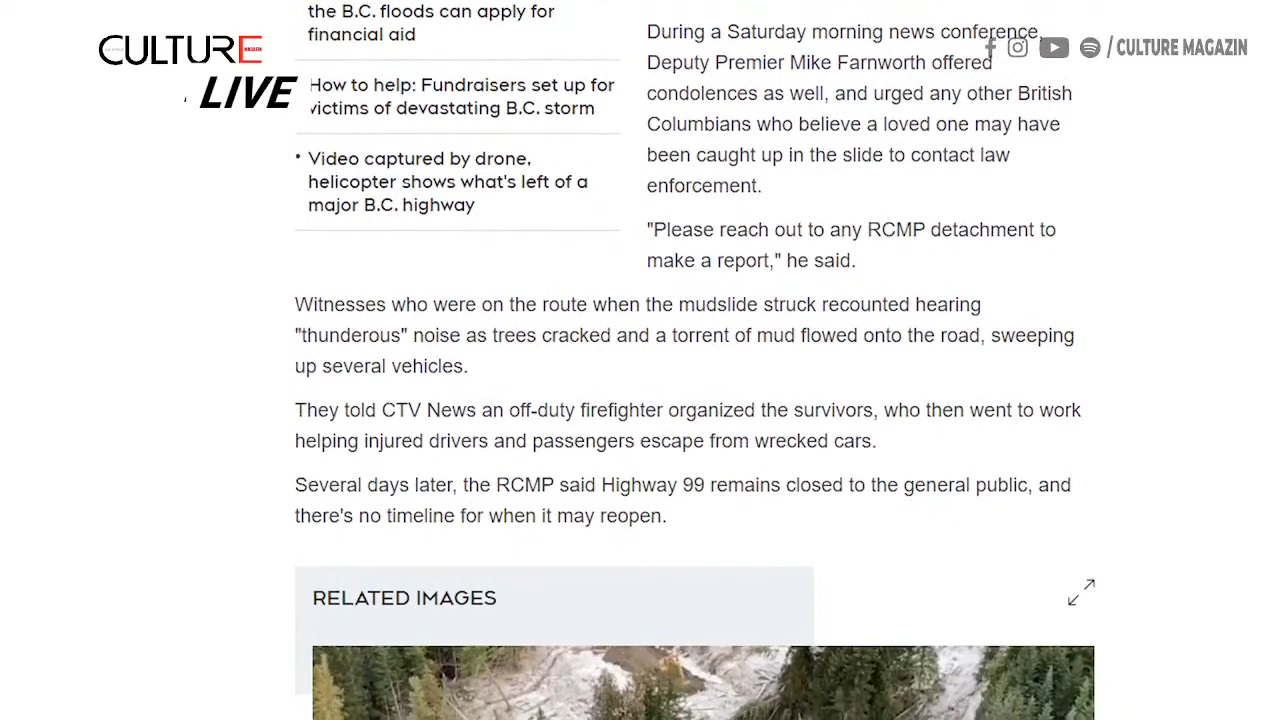 CULTURE
MAGAZIN
LIVE
/ CULTURE MAGAZIN
the B.C. floods can apply for
financial aid
How to help: Fundraisers set up for
victims of devastating B.C. storm
• Video captured by drone,
helicopter shows what's left of a
major B.C. highway
During a Saturday morning news conference,
Deputy Premier Mike Farnworth offered
condolences as well, and urged any other British
Columbians who believe a loved one may have
been caught up in the slide to contact law
enforcement.
"Please reach out to any RCMP detachment to
make a report," he said.
Witnesses who were on the route when the mudslide struck recounted hearing
"thunderous" noise as trees cracked and a torrent of mud flowed onto the road, sweeping
up several vehicles.
They told CTV News an off-duty firefighter organized the survivors, who then went to work
helping injured drivers and passengers escape from wrecked cars.
Several days later, the RCMP said Highway 99 remains closed to the general public, and
there's no timeline for when it may reopen.
RELATED IMAGES